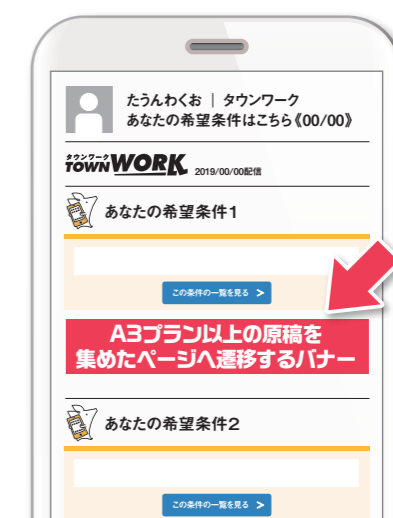 たうんわくお | タウンワーク
あなたの希望条件はこちら《00/00》
タウンワーク
TOWNWORK 2019/00/00配信
あなたの希望条件1
この条件の一覧を見る >
A3プラン以上の原稿を
集めたページへ遷移するバナー
あなたの希望条件2
この条件の一覧を見る >